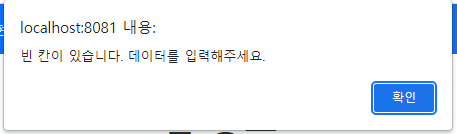 localhost:8081 내용:
빈 칸이 있습니다. 데이터를 입력해주세요.
확인